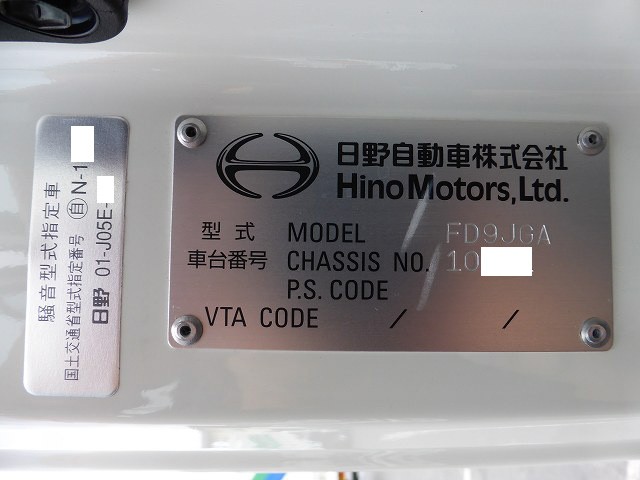 騒音型式指定車
国土交通省型式指定番号 ㊂自 N-1
日野 01-J05E-
日野自動車株式会社
Hino Motors, Ltd.
型式 MODEL FD9JGA
車台番号 CHASSIS NO. 10
P.S. CODE
VTA CODE / /